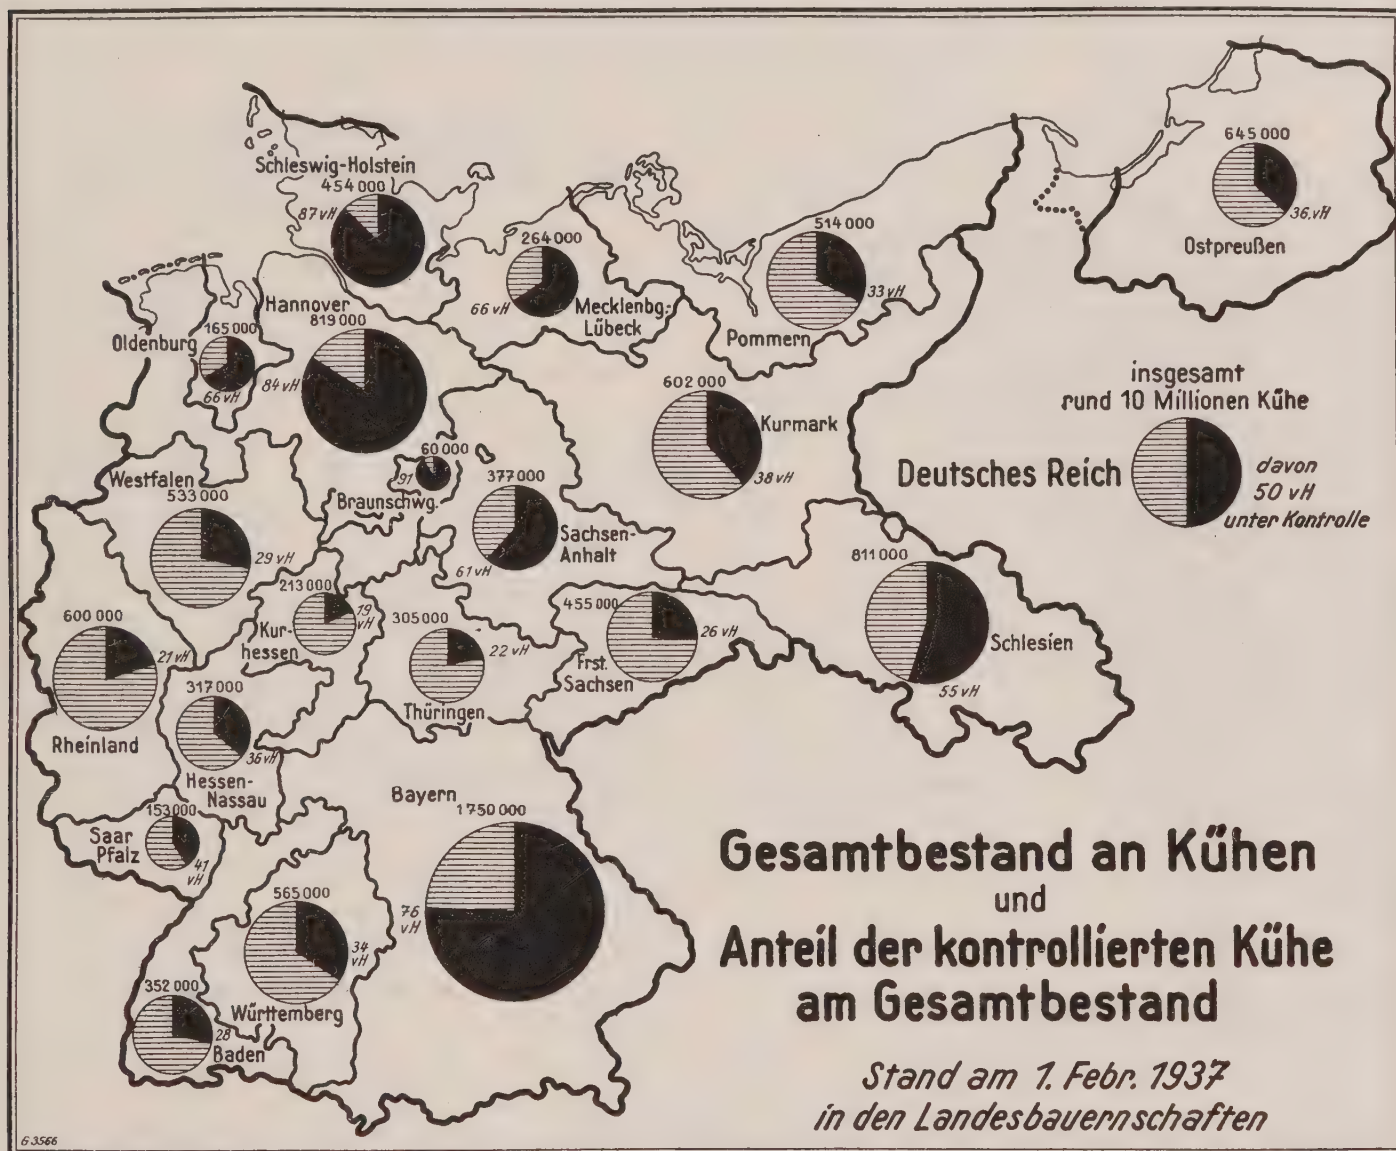 Schleswig-Holstein
454 000
87 vH
264 000
66 vH
Mecklenbg.-
Lübeck
514 000
33 vH
Pommern
645 000
36. vH
Ostpreußen
Hannover
819 000
84 vH
Oldenburg
165 000
66 vH
602 000
Kurmark
38 vH
insgesamt
rund 10 Millionen Kühe
Deutsches Reich
davon
50 vH
unter Kontrolle
Westfalen
533 000
29 vH
60 000
91
Braunschwg.
377 000
Sachsen-
Anhalt
61 vH
811 000
Schlesien
55 vH
600 000
21 vH
Rheinland
213 000
19
vH
Kur-
hessen
305 000
22 vH
Thüringen
455 000
26 vH
Frst.
Sachsen
317 000
36 vH
Hessen-
Nassau
153 000
Saar
Pfalz
41
vH
Bayern
1 750 000
76
vH
565 000
34
vH
Württemberg
352 000
28
Baden
Gesamtbestand an Kühen
und
Anteil der kontrollierten Kühe
am Gesamtbestand
Stand am 1. Febr. 1937
in den Landesbauernschaften
G 3566